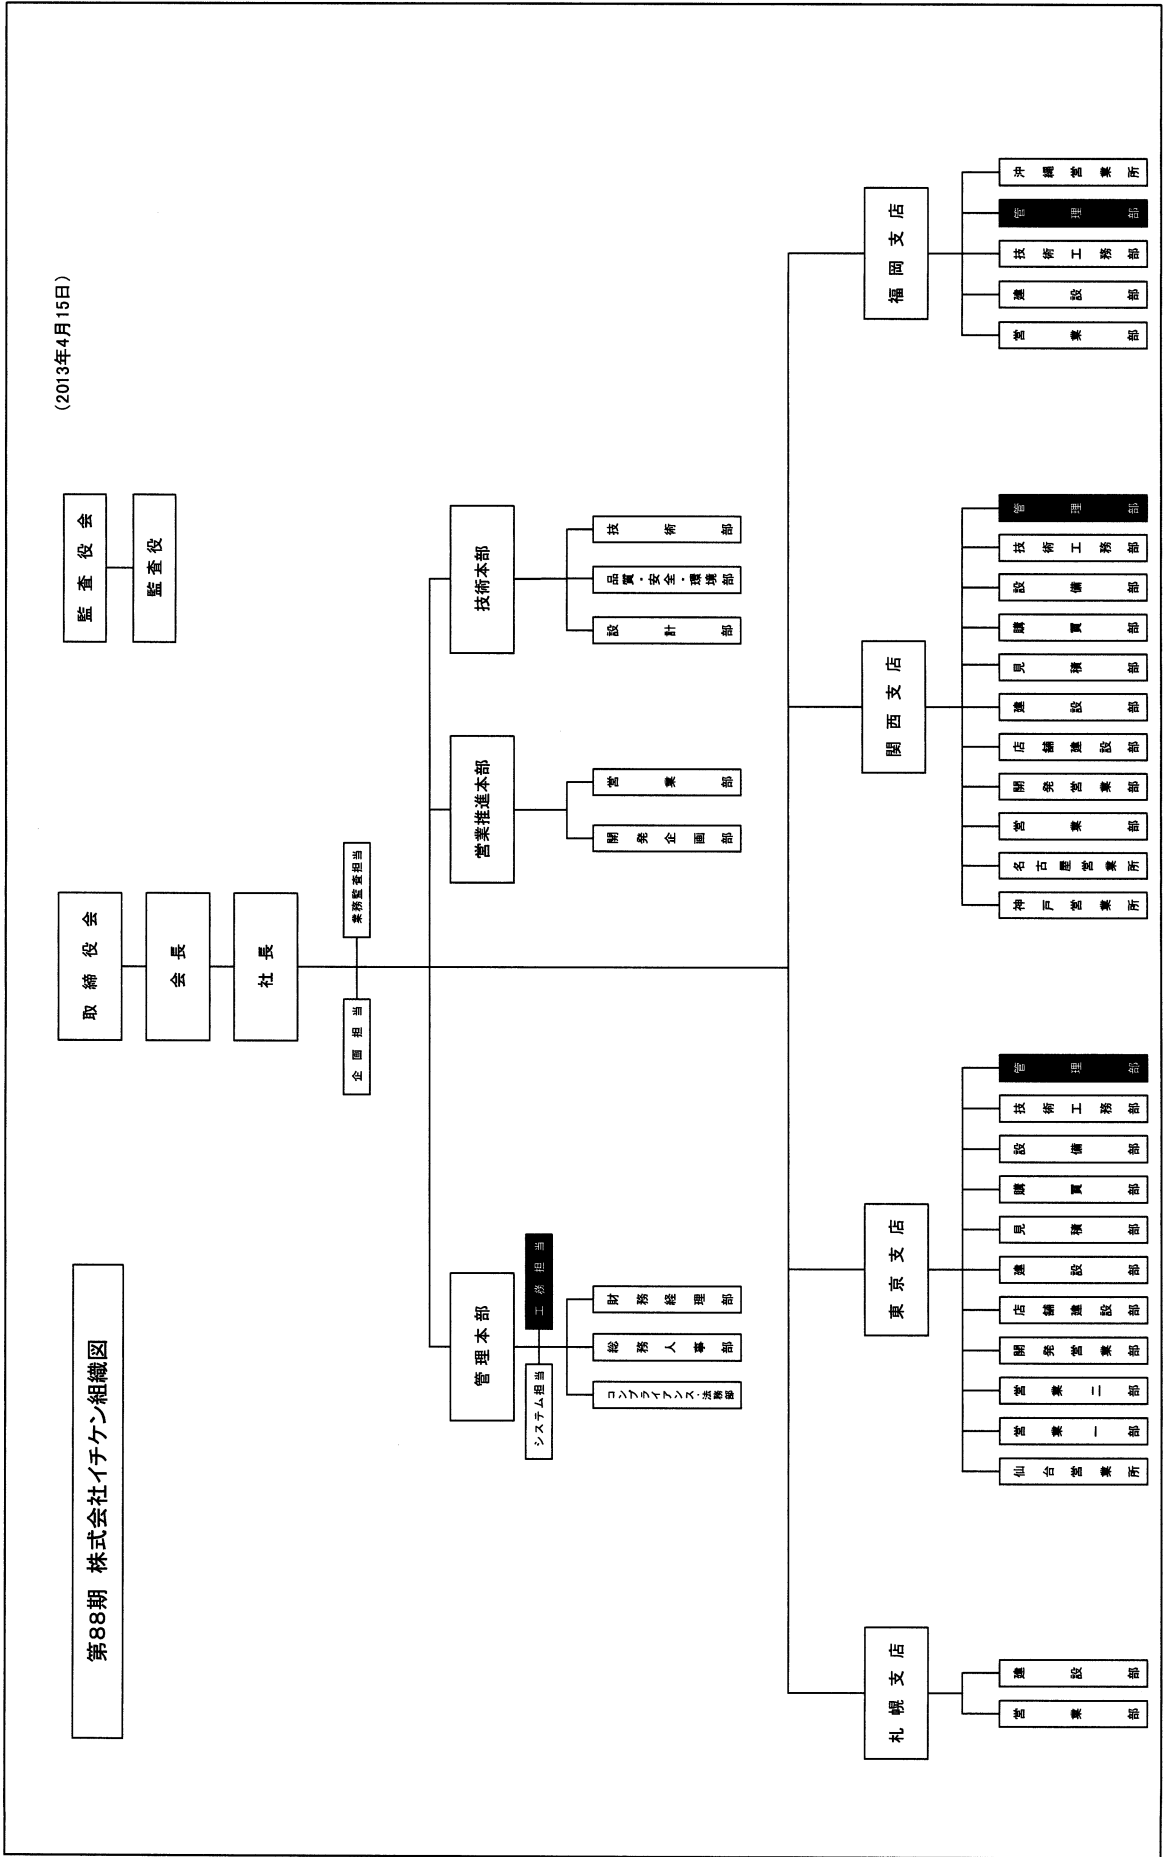 第88期 株式会社イチケン組織図
(2013年4月15日)
取締役会
会長
社長
監査役会
監査役
企画担当
業務監査担当
管理本部
営業推進本部
技術本部
システム担当
工務担当
コンプライアンス・法務部
総務人事部
財務経理部
開発企画部
営業部
設計部
品質・安全・環境部
技術部
札幌支店
東京支店
関西支店
福岡支店
営業部
建設部
仙台営業所
営業一部
営業二部
開発営業部
店舗建設部
建設部
見積部
購買部
設備部
技術工務部
管理部
神戸営業所
名古屋営業所
営業部
開発営業部
店舗建設部
建設部
見積部
購買部
設備部
技術工務部
管理部
営業部
建設部
技術工務部
管理部
沖縄営業所